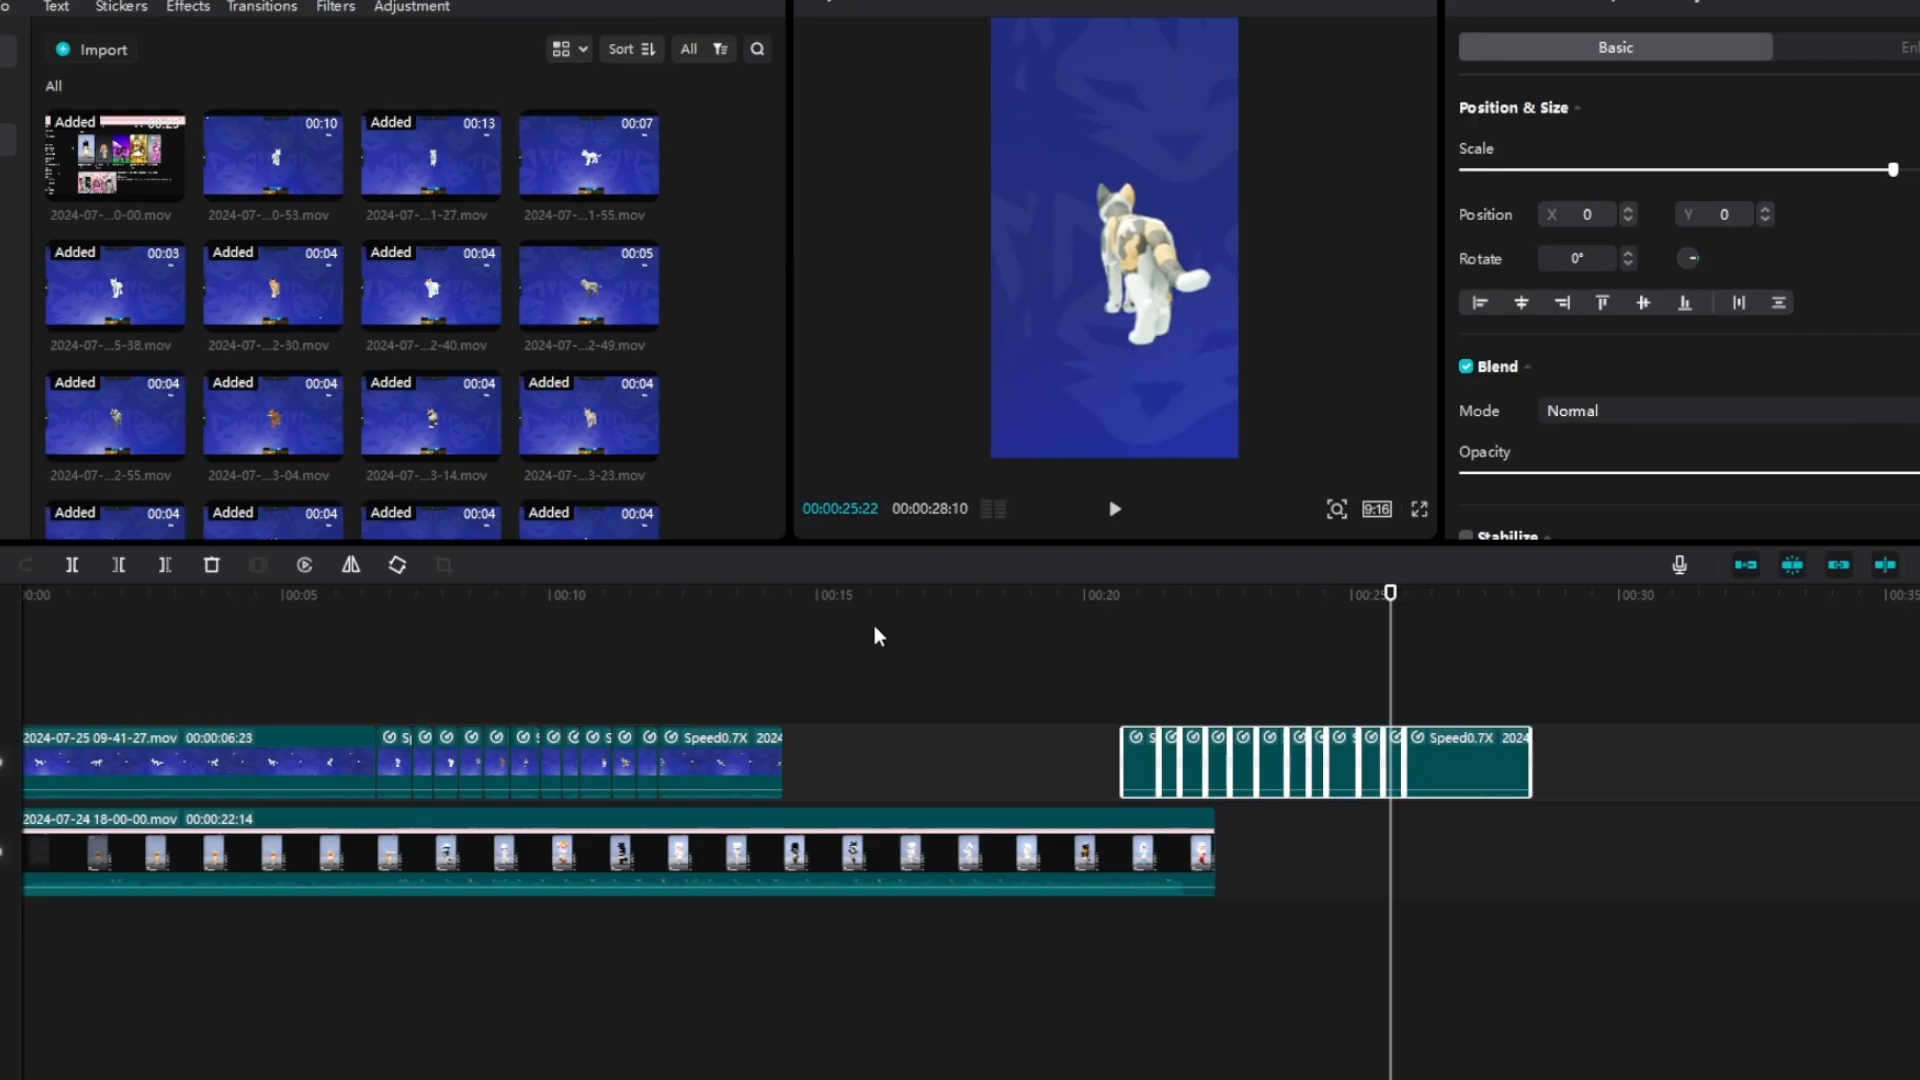 Text Stickers Effects Transitions Filters Adjustment
Import
Sort
All
All
Added
00:10
Added 00:13
00:07
2024-07-...0-00.mov 2024-07-...0-53.mov 2024-07-...1-27.mov 2024-07-...1-55.mov
Added 00:03 Added 00:04 Added 00:04 00:05
2024-07-...5-38.mov 2024-07-...2-30.mov 2024-07-...2-40.mov 2024-07-...2-49.mov
Added 00:04 Added 00:04 Added 00:04 Added 00:04
2024-07-...2-55.mov 2024-07-...3-04.mov 2024-07-...3-14.mov 2024-07-...3-23.mov
Added 00:04 Added 00:04 Added 00:04 Added 00:04
00:00:25:22 00:00:28:10
9:16
Basic
Position & Size
Scale
Position X 0 Y 0
Rotate 0°
Blend
Mode Normal
Opacity
Stabilize
00:05 00:10 00:15 00:20 00:30 00:35
2024-07-25 09-41-27.mov 00:00:06:23
Speed0.7X 2024
Speed0.7X 2024
2024-07-24 18-00-00.mov 00:00:22:14